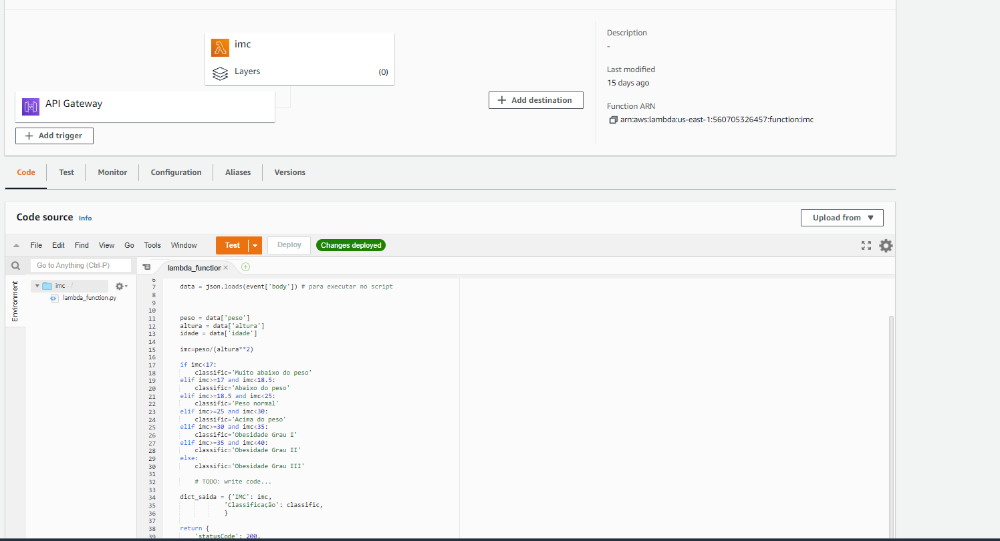 imc
Layers
(0)
API Gateway
Add trigger
Add destination
Description
-
Last modified
15 days ago
Function ARN
arn:aws:lambda:us-east-1:560705326457:function:imc
Code
Test
Monitor
Configuration
Aliases
Versions
Code source Info
Upload from
File Edit Find View Go Tools Window
Test
Deploy
Changes deployed
Go to Anything (Ctrl-P)
lambda_function
Environment
imc - /
lambda_function.py
6
7 data = json.loads(event['body']) # para executar no script
8
9
10
11 peso = data['peso']
12 altura = data['altura']
13 idade = data['idade']
14
15 imc=peso/(altura**2)
16
17 if imc<17:
18 classific='Muito abaixo do peso'
19 elif imc>=17 and imc<18.5:
20 classific='Abaixo do peso'
21 elif imc>=18.5 and imc<25:
22 classific='Peso normal'
23 elif imc>=25 and imc<30:
24 classific='Acima do peso'
25 elif imc>=30 and imc<35:
26 classific='Obesidade Grau I'
27 elif imc>=35 and imc<40:
28 classific='Obesidade Grau II'
29 else:
30 classific='Obesidade Grau III'
31
32 # TODO: write code...
33
34 dict_saida = {'IMC': imc,
35 'Classificação': classific,
36 }
37
38 return {
39 'statusCode': 200,